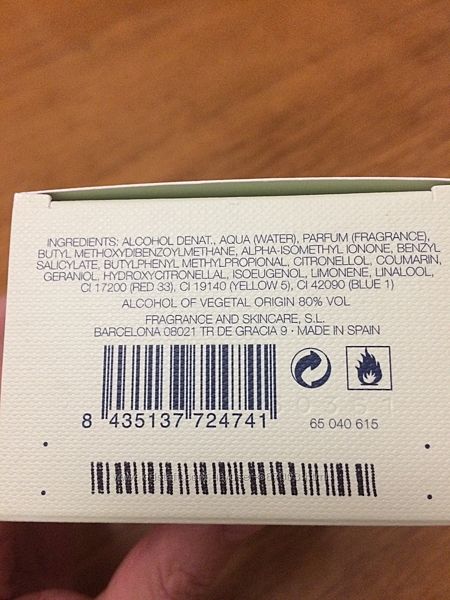 INGREDIENTS: ALCOHOL DENAT., AQUA (WATER), PARFUM (FRAGRANCE),
BUTYL METHOXYDIBENZOYLMETHANE, ALPHA-ISOMETHYL IONONE, BENZYL
SALICYLATE, BUTYLPHENYL METHYLPROPIONAL, CITRONELLOL, COUMARIN,
GERANIOL, HYDROXYCITRONELLAL, ISOEUGENOL, LIMONENE, LINALOOL,
CI 17200 (RED 33), CI 19140 (YELLOW 5), CI 42090 (BLUE 1)
ALCOHOL OF VEGETAL ORIGIN 80% VOL
FRAGRANCE AND SKINCARE, S.L.
BARCELONA 08021 TR DE GRACIA 9 · MADE IN SPAIN
8 435137 724741
65 040 615